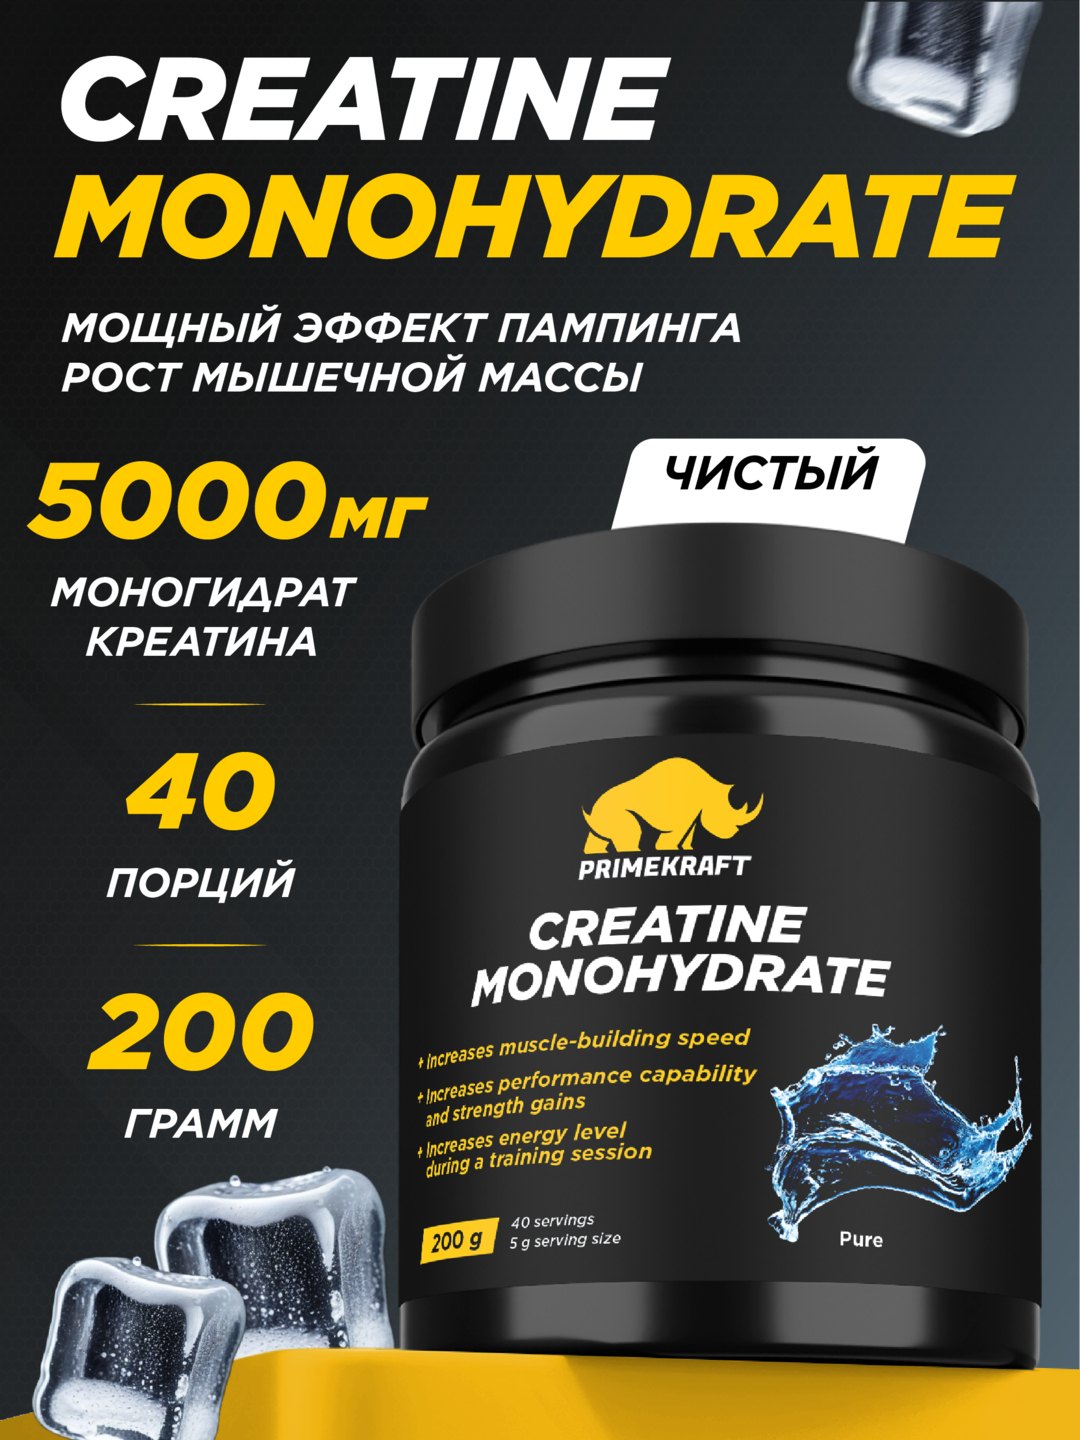 CREATINE
MONOHYDRATE
МОЩНЫЙ ЭФФЕКТ ПАМПИНГА
РОСТ МЫШЕЧНОЙ МАССЫ
ЧИСТЫЙ
5000 мг
МОНОГИДРАТ
КРЕАТИНА
40
ПОРЦИЙ
200
ГРАММ
PRIMEKRAFT
CREATINE
MONOHYDRATE
+ Increases muscle-building speed
+ Increases performance capability
and strength gains
+ Increases energy level
during a training session
200 g
40 servings
5 g serving size
Pure